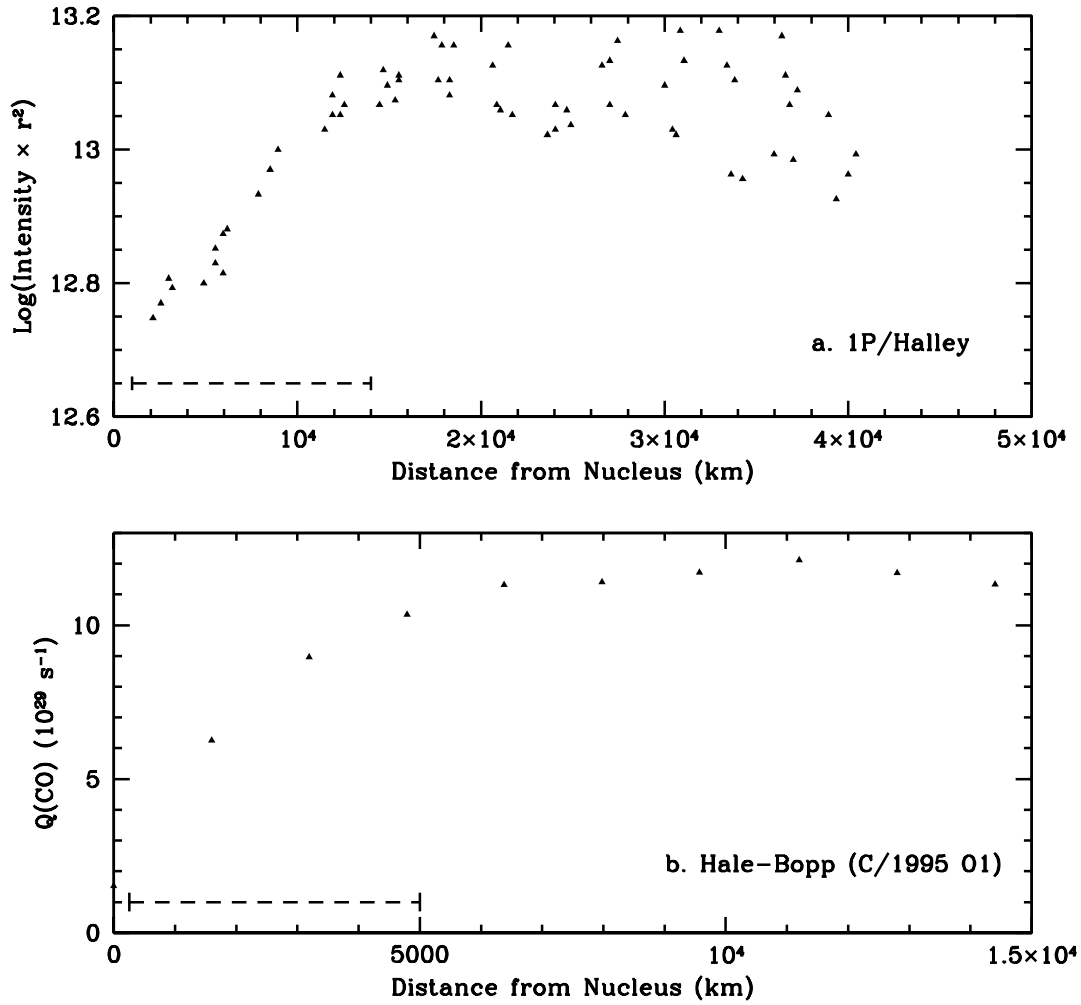 13.2
13
12.8
12.6
Log(Intensity × r²)
a. 1P/Halley
0 10⁴ 2×10⁴ 3×10⁴ 4×10⁴ 5×10⁴
Distance from Nucleus (km)
10
5
0
Q(CO) (10²⁹ s⁻¹)
b. Hale-Bopp (C/1995 O1)
0 5000 10⁴ 1.5×10⁴
Distance from Nucleus (km)